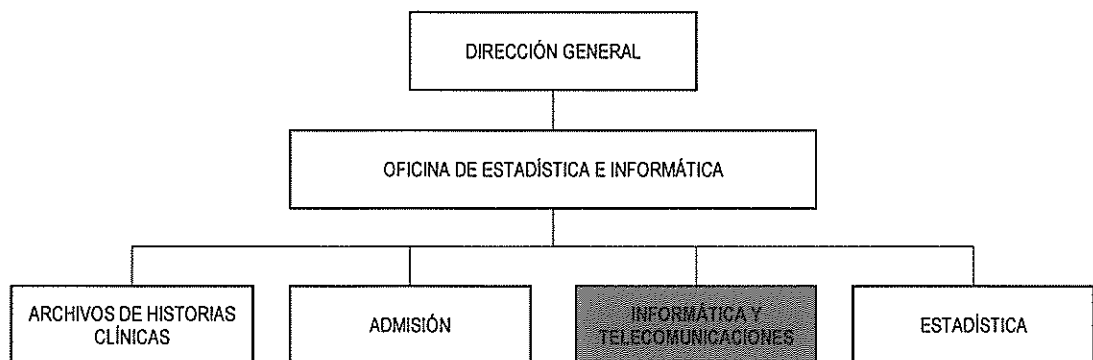 DIRECCIÓN GENERAL
OFICINA DE ESTADÍSTICA E INFORMÁTICA
ARCHIVOS DE HISTORIAS
CLÍNICAS
ADMISIÓN
INFORMÁTICA Y
TELECOMUNICACIONES
ESTADÍSTICA